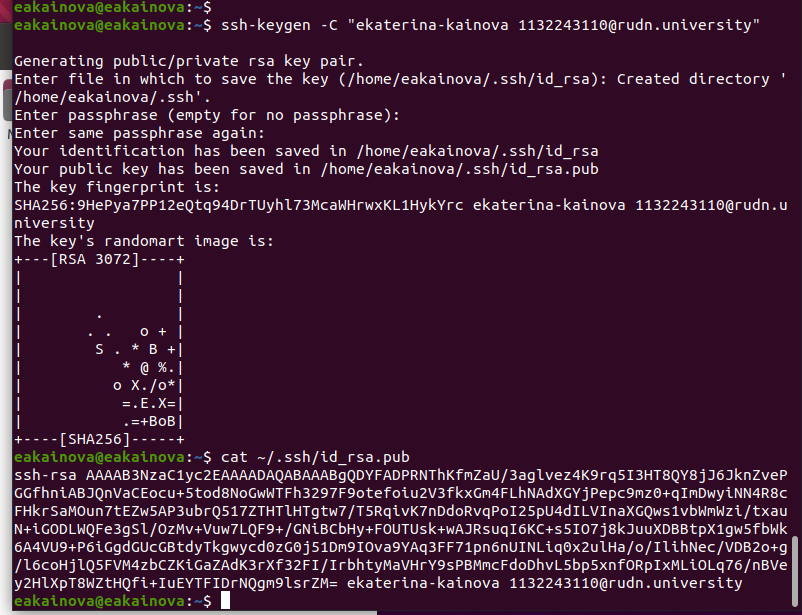 eakainova@eakainova:~$
eakainova@eakainova:~$ ssh-keygen -C "ekaterina-kainova 1132243110@rudn.university"
Generating public/private rsa key pair.
Enter file in which to save the key (/home/eakainova/.ssh/id_rsa): Created directory '
/home/eakainova/.ssh'.
Enter passphrase (empty for no passphrase):
Enter same passphrase again:
Your identification has been saved in /home/eakainova/.ssh/id_rsa
Your public key has been saved in /home/eakainova/.ssh/id_rsa.pub
The key fingerprint is:
SHA256:9HePya7PP12eQtq94DrTUyhl73McaWHrwxKL1HykYrc ekaterina-kainova 1132243110@rudn.u
niversity
The key's randomart image is:
+---[RSA 3072]----+
|                 |
|                 |
|        .        |
|       . .   o + |
|        S . * B +|
|           * @ %.|
|          o X./o*|
|           =.E.X=|
|           .=+BoB|
+----[SHA256]-----+
eakainova@eakainova:~$ cat ~/.ssh/id_rsa.pub
ssh-rsa AAAAB3NzaC1yc2EAAAADAQABAAABgQDYFADPRNThKfmZaU/3aglvez4K9rq5I3HT8QY8jJ6JknZveP
GGfhniABJQnVaCEocu+5tod8NoGwWTFh3297F9otefoiu2V3fkxGm4FLhNAdXGYjPepc9mz0+qImDwyiNN4R8c
FHkrSaMOun7tEZw5AP3ubrQ517ZTHTlHTgtw7/T5RqivK7nDdoRvqPoI25pU4dILVInaXGQws1vbWmWzi/txau
N+iGODLWQFe3gSl/OzMv+Vuw7LQF9+/GNiBCbHy+FOUTUsk+wAJRsuqI6KC+s5IO7j8kJuuXDBBtpX1gw5fbWk
6A4VU9+P6iGgdGUcGBtdyTkgwycd0zG0j51Dm9IOva9YAq3FF71pn6nUINLiq0x2ulHa/o/IlihNec/VDB2o+g
/l6coHjlQ5FVM4zbCZKiGaZAdK3rXf32FI/IrbhtyMaVHrY9sPBMmcFdoDhvL5bp5xnfORpIxMLiOLq76/nBVe
y2HlXpT8WZtHQfi+IuEYTFIDrNQgm9lsrZM= ekaterina-kainova 1132243110@rudn.university
eakainova@eakainova:~$